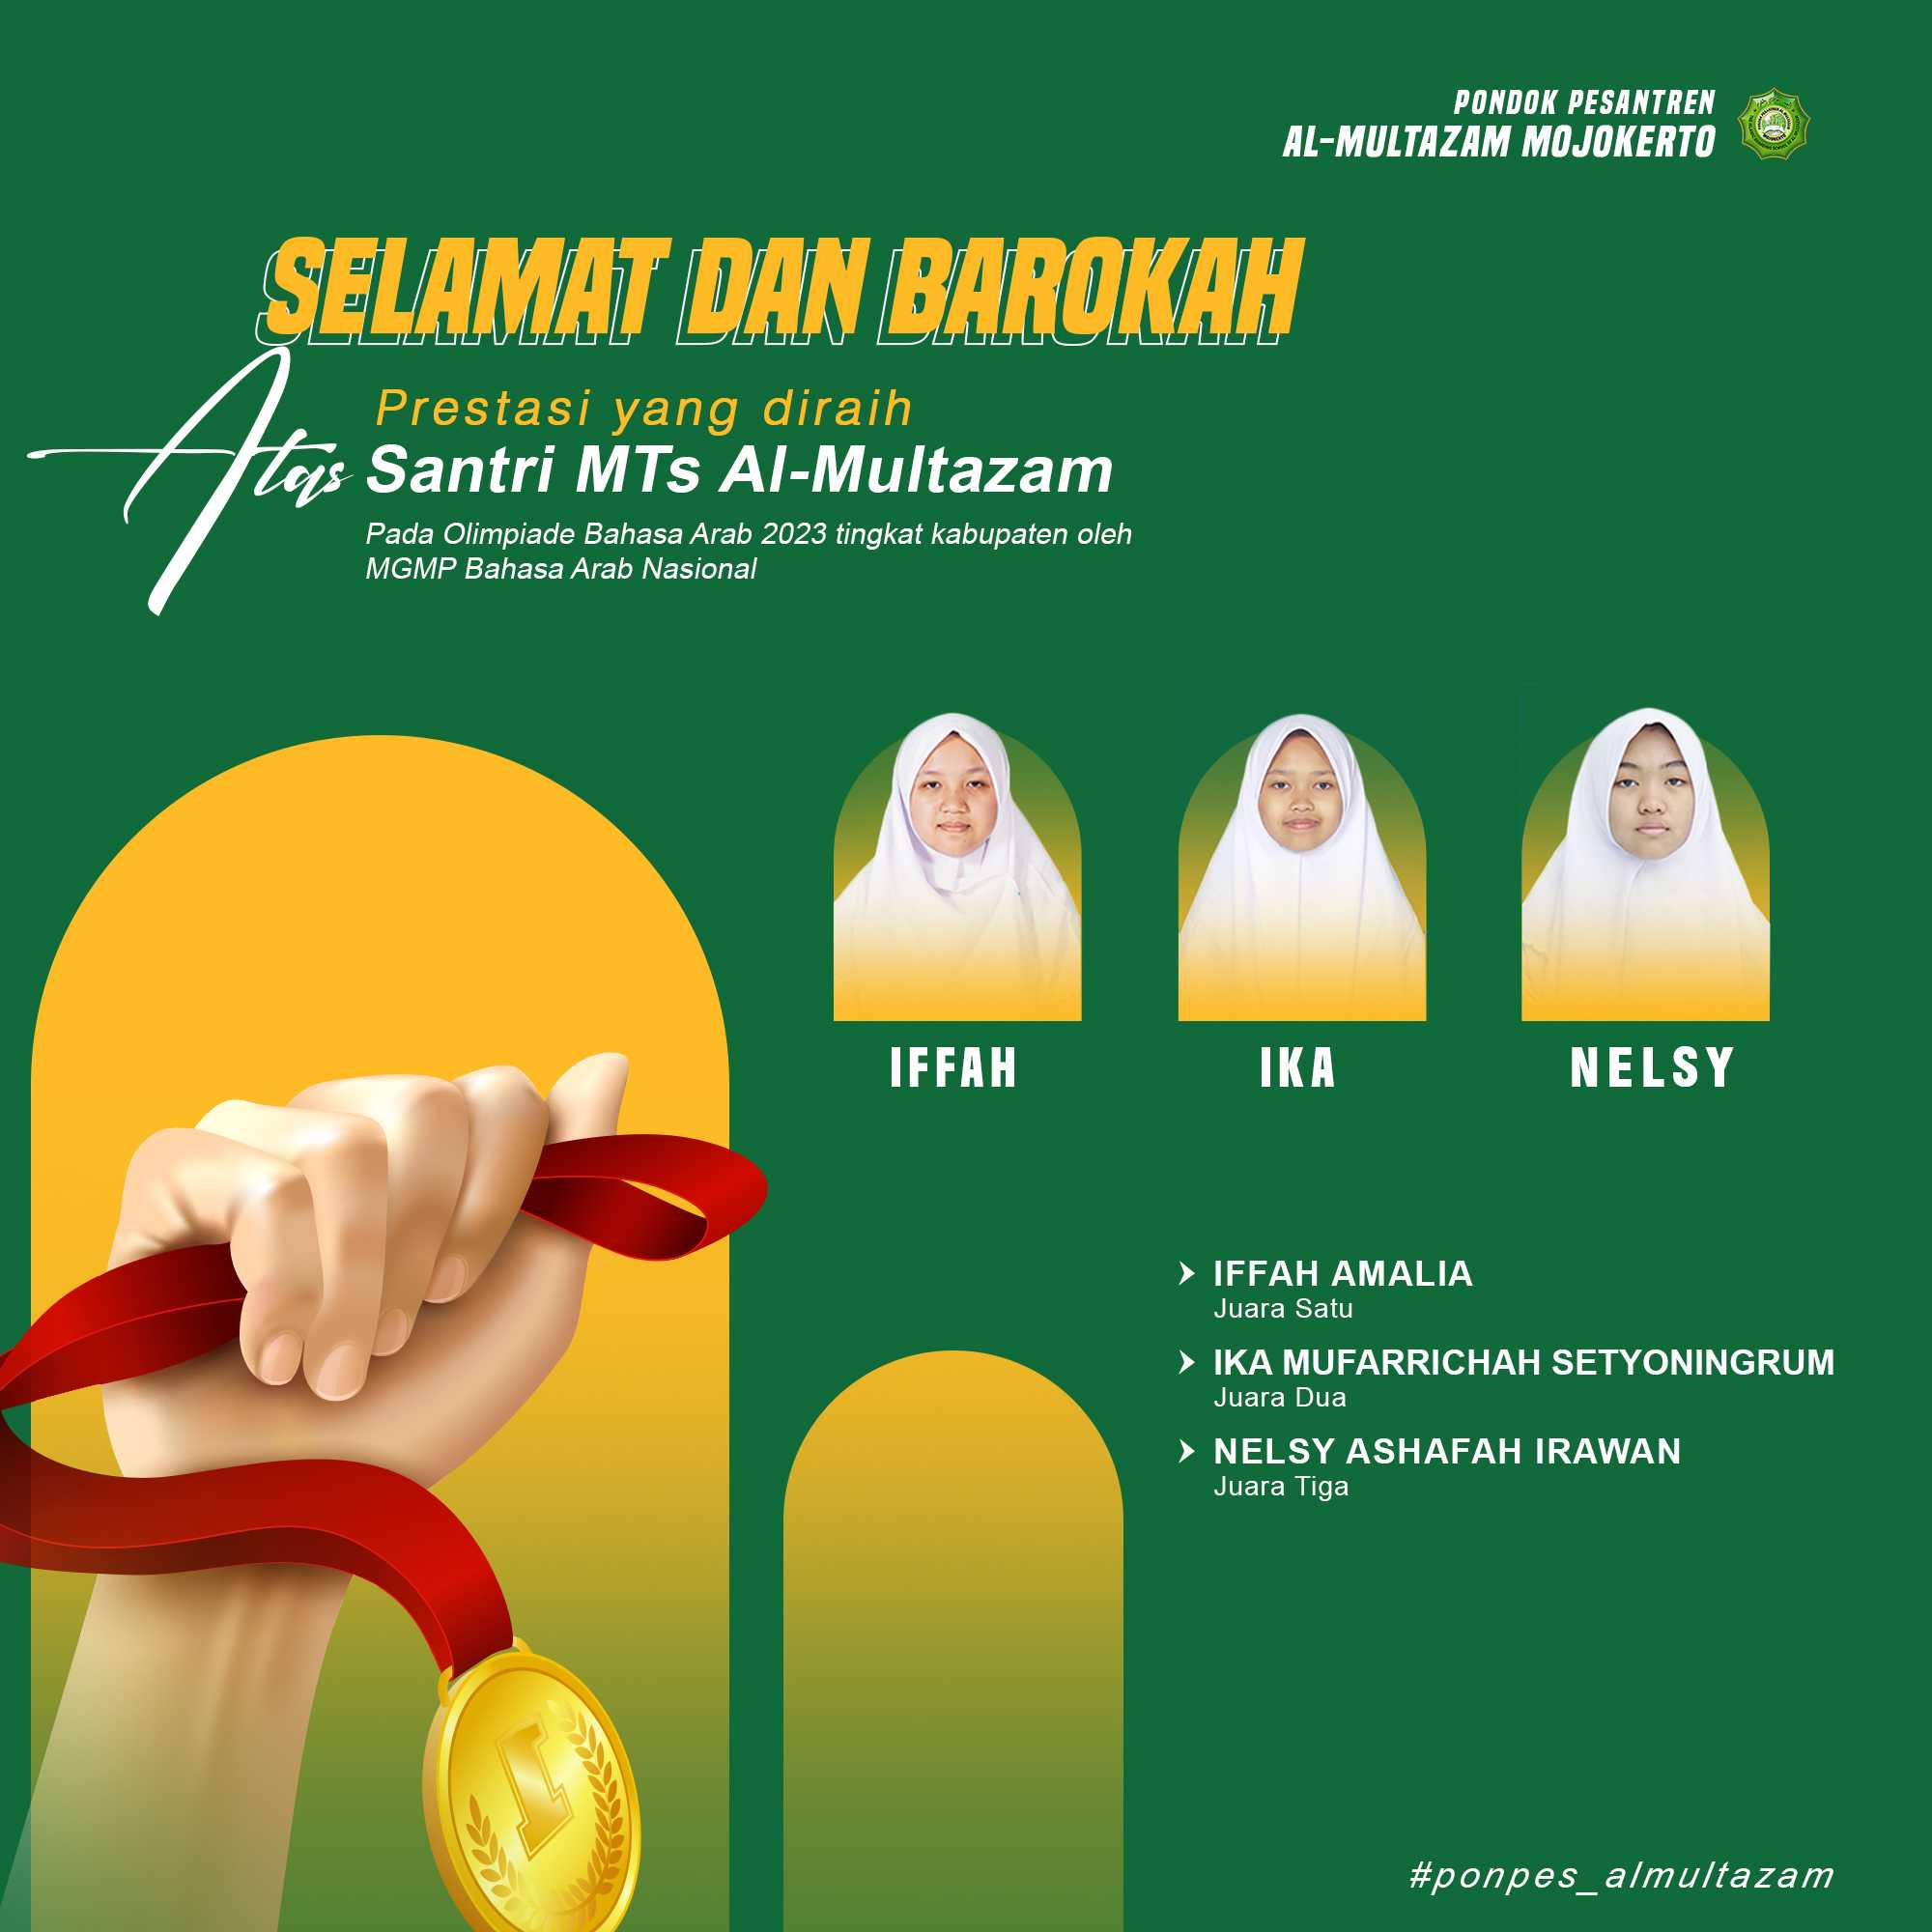 PONDOK PESANTREN
AL-MULTAZAM MOJOKERTO
SELAMAT DAN BAROKAH
Atas
Prestasi yang diraih
Santri MTs Al-Multazam
Pada Olimpiade Bahasa Arab 2023 tingkat kabupaten oleh
MGMP Bahasa Arab Nasional
IFFAH
IKA
NELSY
IFFAH AMALIA
Juara Satu
IKA MUFARRICHAH SETYONINGRUM
Juara Dua
NELSY ASHAFAH IRAWAN
Juara Tiga
1
#ponpes_almultazam